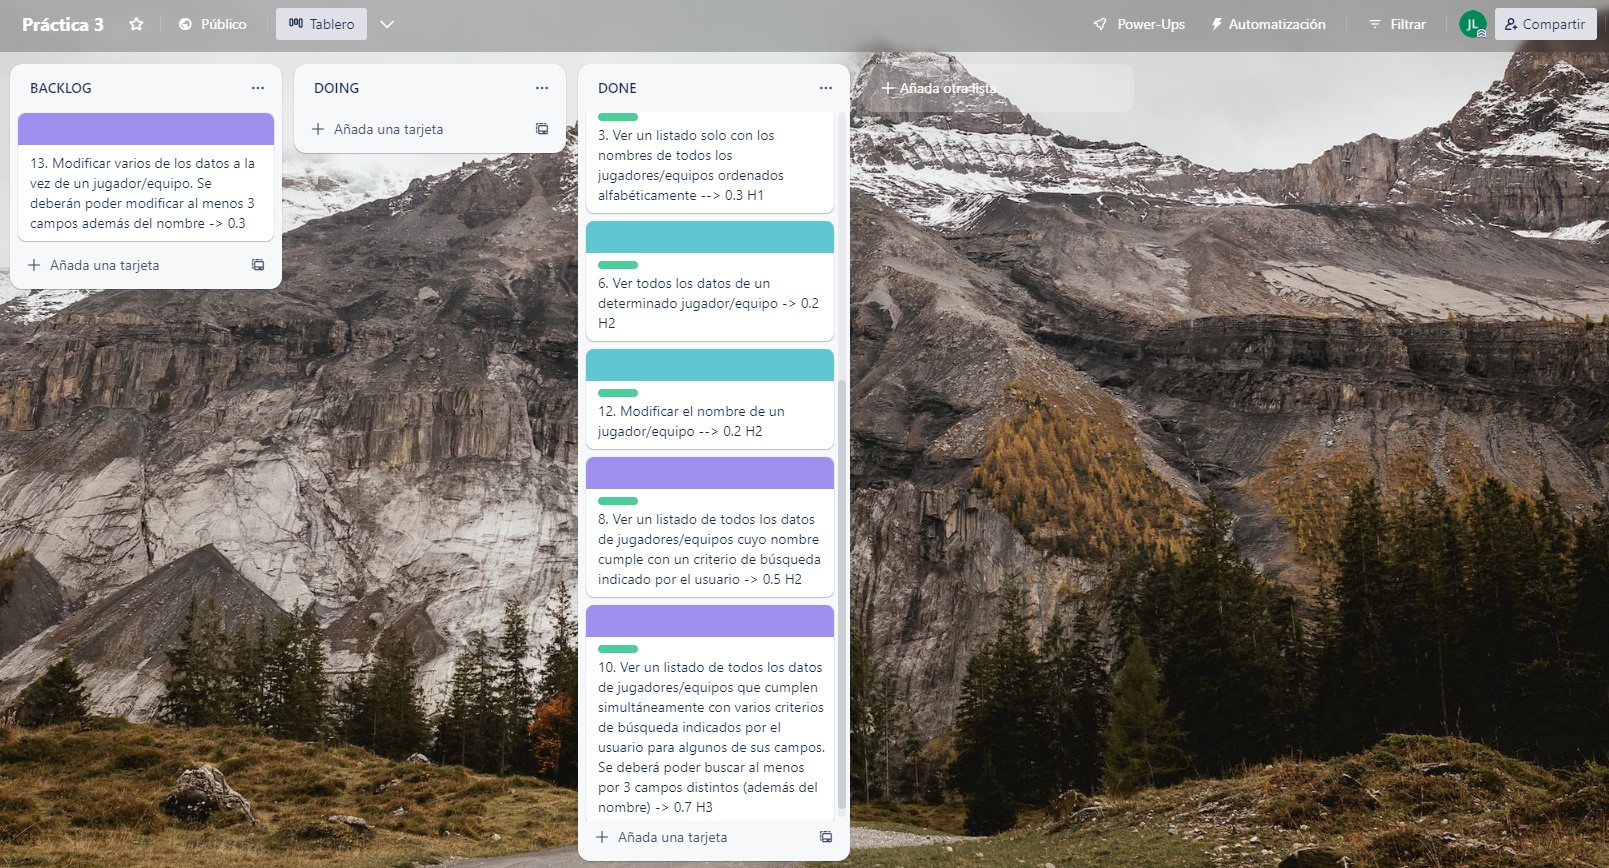 Práctica 3
Público
Tablero
Power-Ups
Automatización
Filtrar
JL
Compartir
BACKLOG
13. Modificar varios de los datos a la
vez de un jugador/equipo. Se
deberán poder modificar al menos 3
campos además del nombre -> 0.3
Añada una tarjeta
DOING
Añada una tarjeta
DONE
3. Ver un listado solo con los
nombres de todos los
jugadores/equipos ordenados
alfabéticamente --> 0.3 H1
6. Ver todos los datos de un
determinado jugador/equipo -> 0.2
H2
12. Modificar el nombre de un
jugador/equipo --> 0.2 H2
8. Ver un listado de todos los datos
de jugadores/equipos cuyo nombre
cumple con un criterio de búsqueda
indicado por el usuario -> 0.5 H2
10. Ver un listado de todos los datos
de jugadores/equipos que cumplen
simultáneamente con varios criterios
de búsqueda indicados por el
usuario para algunos de sus campos.
Se deberá poder buscar al menos
por 3 campos distintos (además del
nombre) -> 0.7 H3
Añada una tarjeta
Añada otra lista